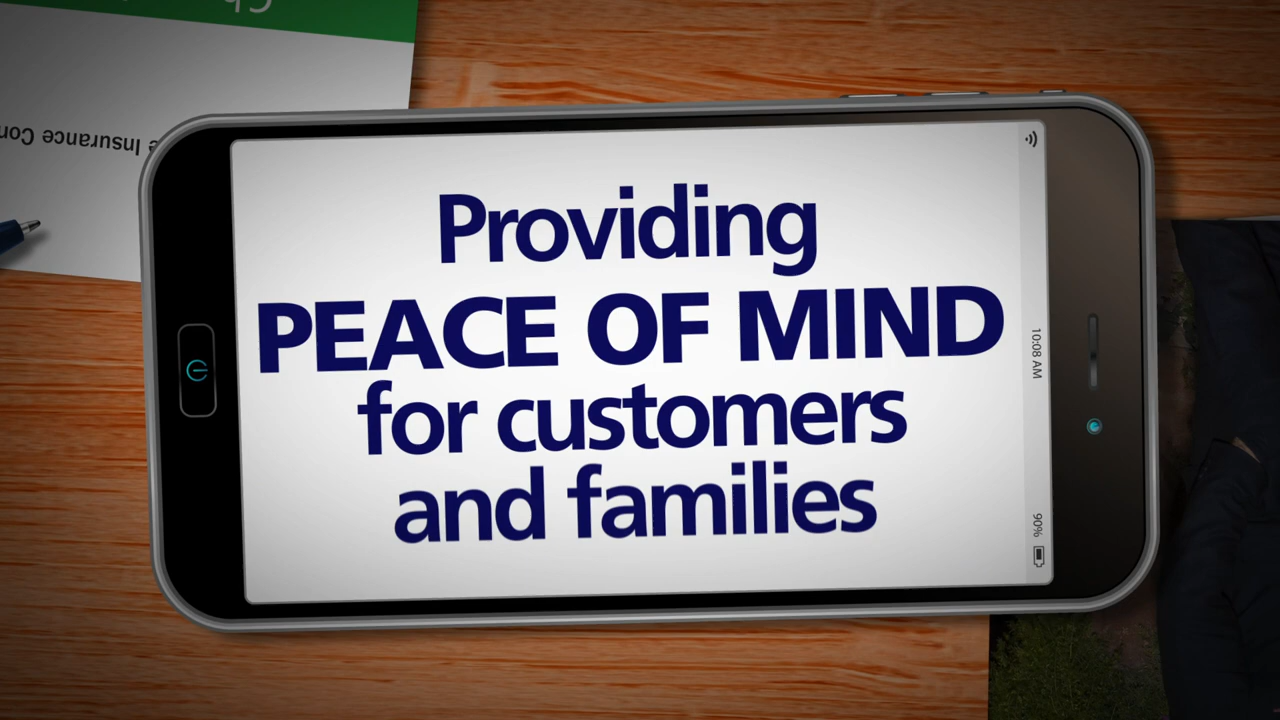 Providing
PEACE OF MIND
for customers
and families
10:08 AM
90%
Insurance